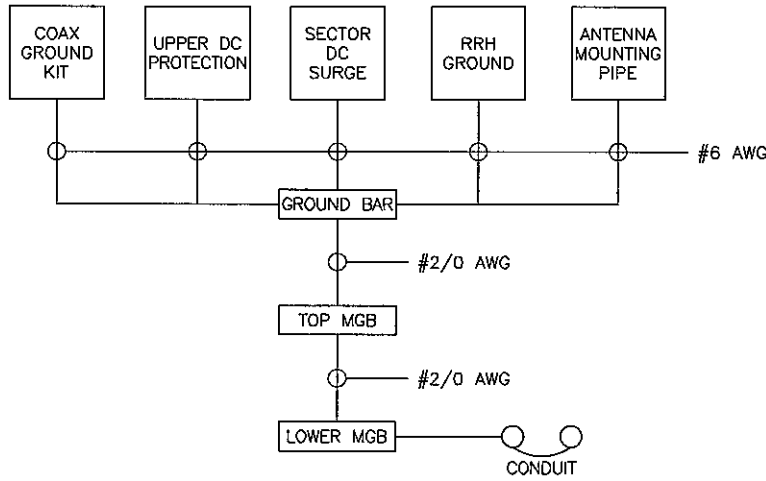 COAX
GROUND
KIT
UPPER DC
PROTECTION
SECTOR
DC
SURGE
RRH
GROUND
ANTENNA
MOUNTING
PIPE
#6 AWG
GROUND BAR
#2/0 AWG
TOP MGB
#2/0 AWG
LOWER MGB
CONDUIT